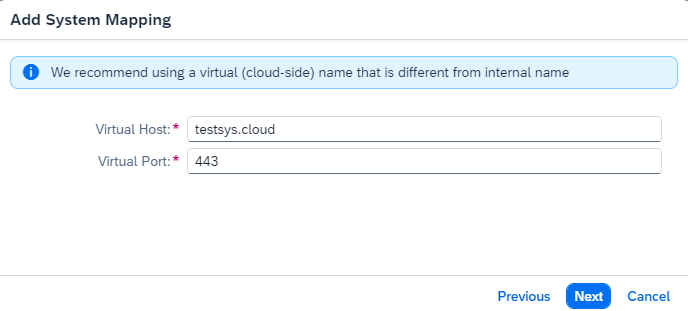 Add System Mapping
We recommend using a virtual (cloud-side) name that is different from internal name
Virtual Host:* testsys.cloud
Virtual Port:* 443
Previous Next Cancel